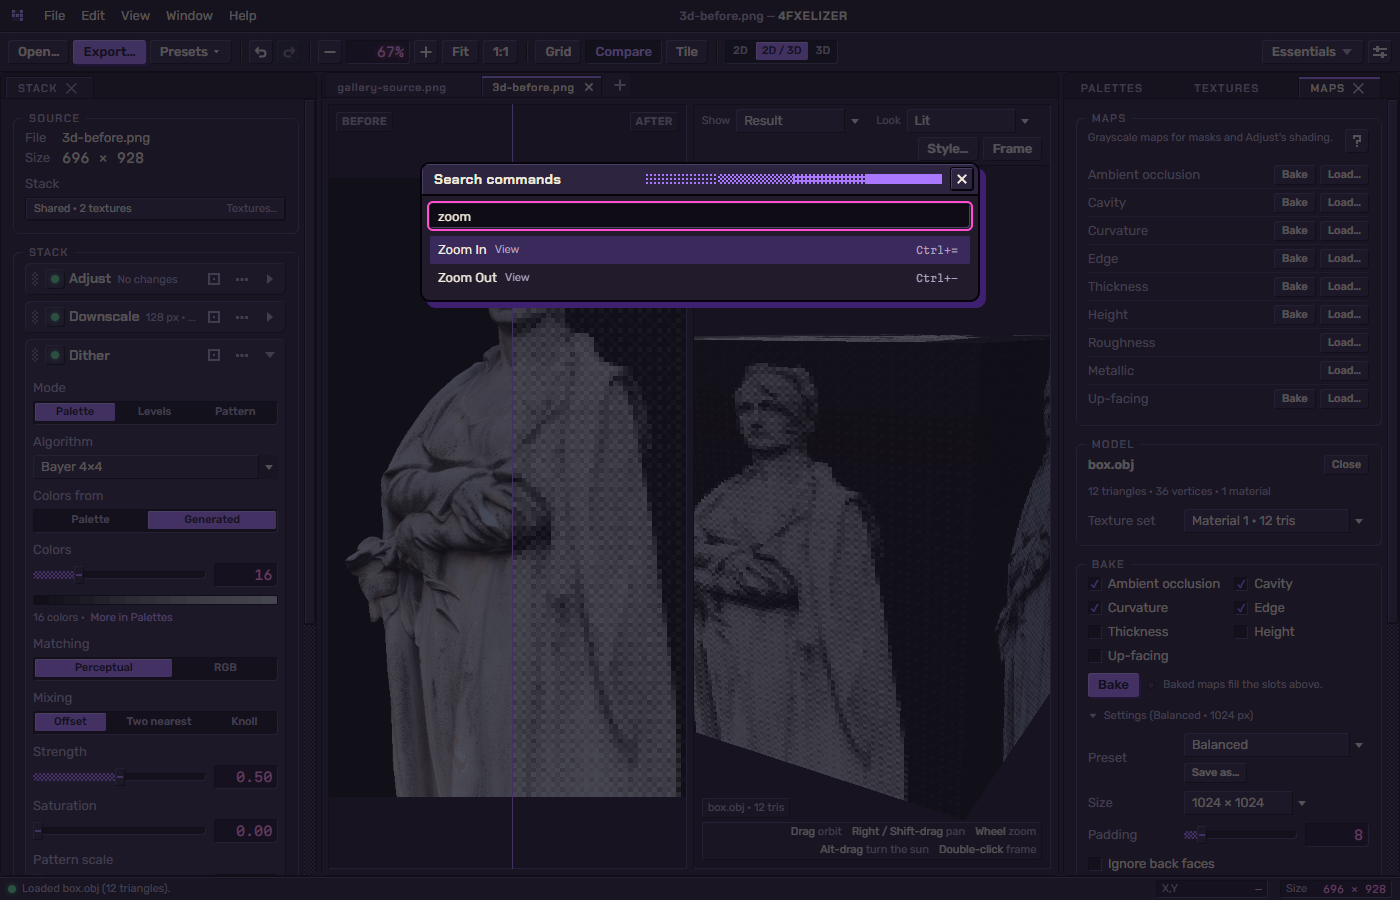 File Edit View Window Help
3d-before.png — 4FXELIZER
Open... Export... Presets
67% Fit 1:1 Grid Compare Tile 2D 2D / 3D 3D
Essentials
STACK
gallery-source.png 3d-before.png
PALETTES TEXTURES MAPS
SOURCE
File 3d-before.png
Size 696 × 928
Stack
Shared • 2 textures Textures...
STACK
Adjust No changes
Downscale 128 px • ...
Dither
Mode
Palette Levels Pattern
Algorithm
Bayer 4×4
Colors from
Palette Generated
Colors
16
16 colors • More in Palettes
Matching
Perceptual RGB
Mixing
Offset Two nearest Knoll
Strength
0.50
Saturation
0.00
Pattern scale
BEFORE AFTER
Show Result Look Lit
Style... Frame
Search commands
zoom
Zoom In View Ctrl+=
Zoom Out View Ctrl+-
box.obj • 12 tris
Drag orbit Right / Shift-drag pan Wheel zoom
Alt-drag turn the sun Double-click frame
MAPS
Grayscale maps for masks and Adjust's shading. ?
Ambient occlusion Bake Load...
Cavity Bake Load...
Curvature Bake Load...
Edge Bake Load...
Thickness Bake Load...
Height Bake Load...
Roughness Load...
Metallic Load...
Up-facing Bake Load...
MODEL
box.obj Close
12 triangles • 36 vertices • 1 material
Texture set Material 1 • 12 tris
BAKE
Ambient occlusion Cavity
Curvature Edge
Thickness Height
Up-facing
Bake Baked maps fill the slots above.
Settings (Balanced • 1024 px)
Preset Balanced
Save as...
Size 1024 × 1024
Padding 8
Ignore back faces
Loaded box.obj (12 triangles).
X,Y — Size 696 × 928